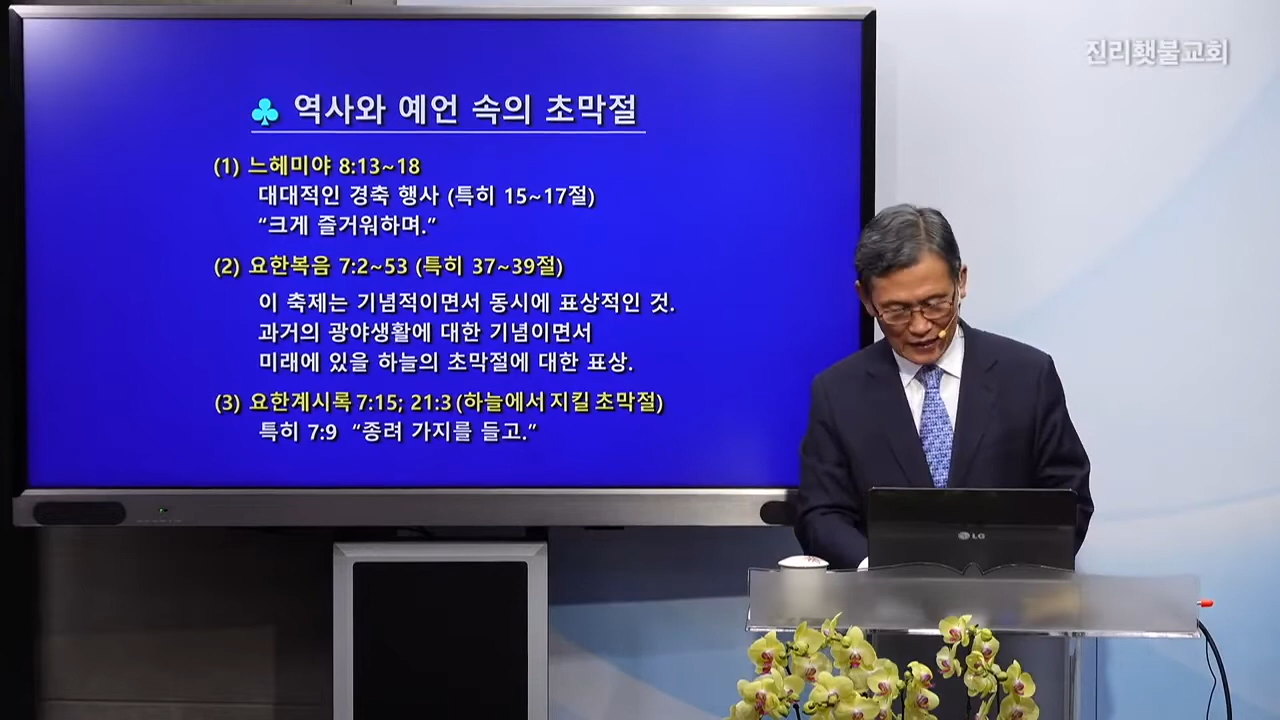 진리횃불교회
♣ 역사와 예언 속의 초막절
(1) 느헤미야 8:13~18
대대적인 경축 행사 (특히 15~17절)
“크게 즐거워하며.”
(2) 요한복음 7:2~53 (특히 37~39절)
이 축제는 기념적이면서 동시에 표상적인 것.
과거의 광야생활에 대한 기념이면서
미래에 있을 하늘의 초막절에 대한 표상.
(3) 요한계시록 7:15; 21:3 (하늘에서 지킬 초막절)
특히 7:9 “종려 가지를 들고.”
LG